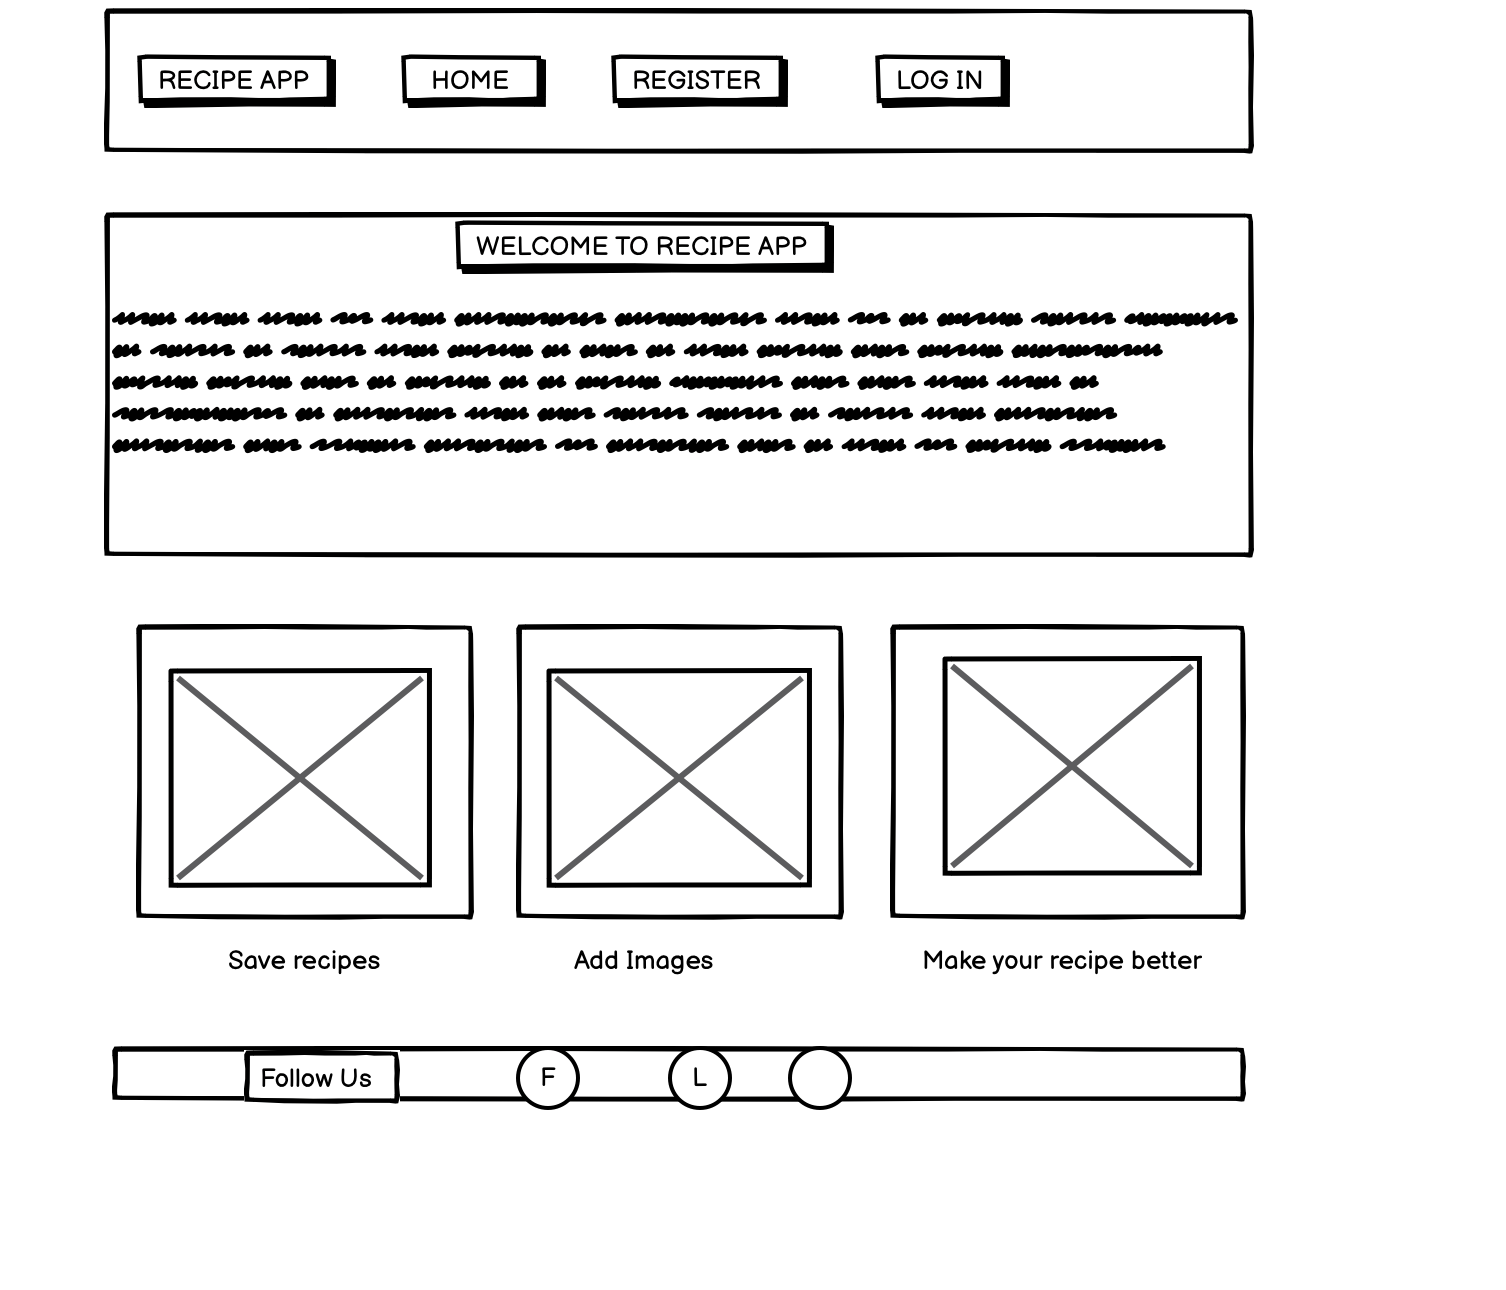 RECIPE APP
HOME
REGISTER
LOG IN
WELCOME TO RECIPE APP
Save recipes
Add Images
Make your recipe better
Follow Us
F
L